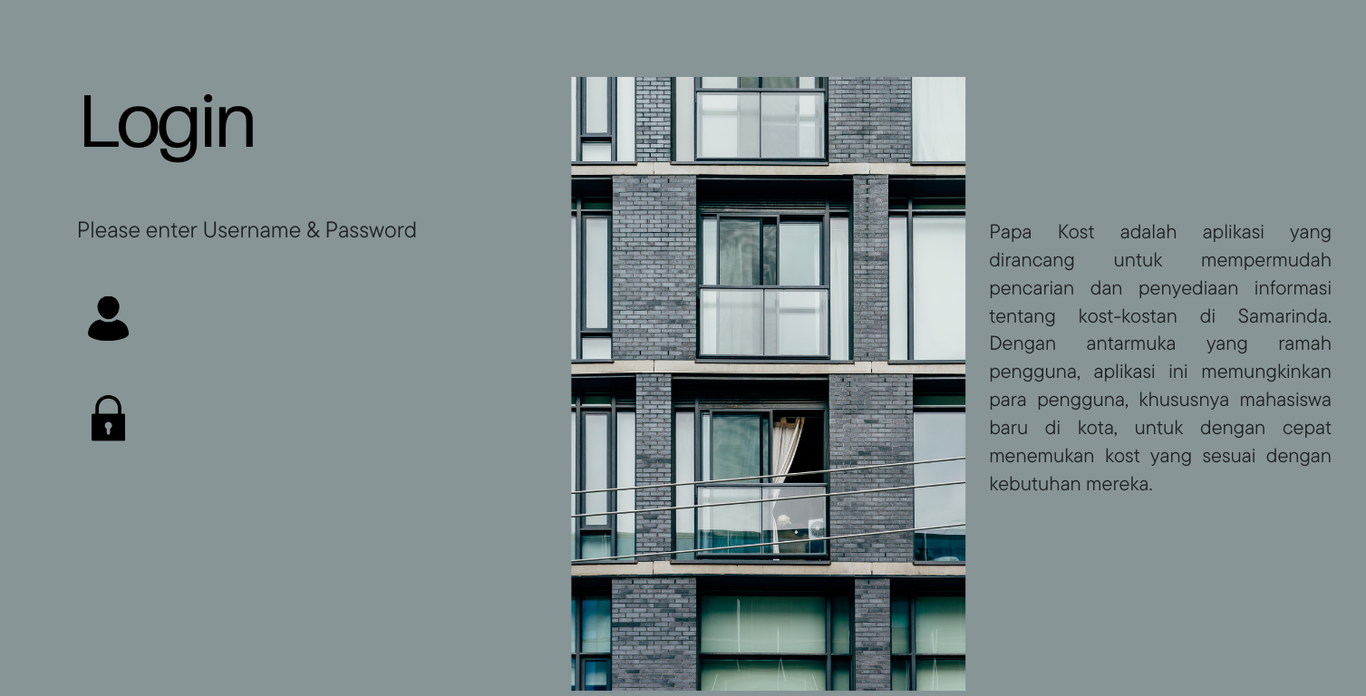 Login
Please enter Username & Password
Papa Kost adalah aplikasi yang
dirancang untuk mempermudah
pencarian dan penyediaan informasi
tentang kost-kostan di Samarinda.
Dengan antarmuka yang ramah
pengguna, aplikasi ini memungkinkan
para pengguna, khususnya mahasiswa
baru di kota, untuk dengan cepat
menemukan kost yang sesuai dengan
kebutuhan mereka.